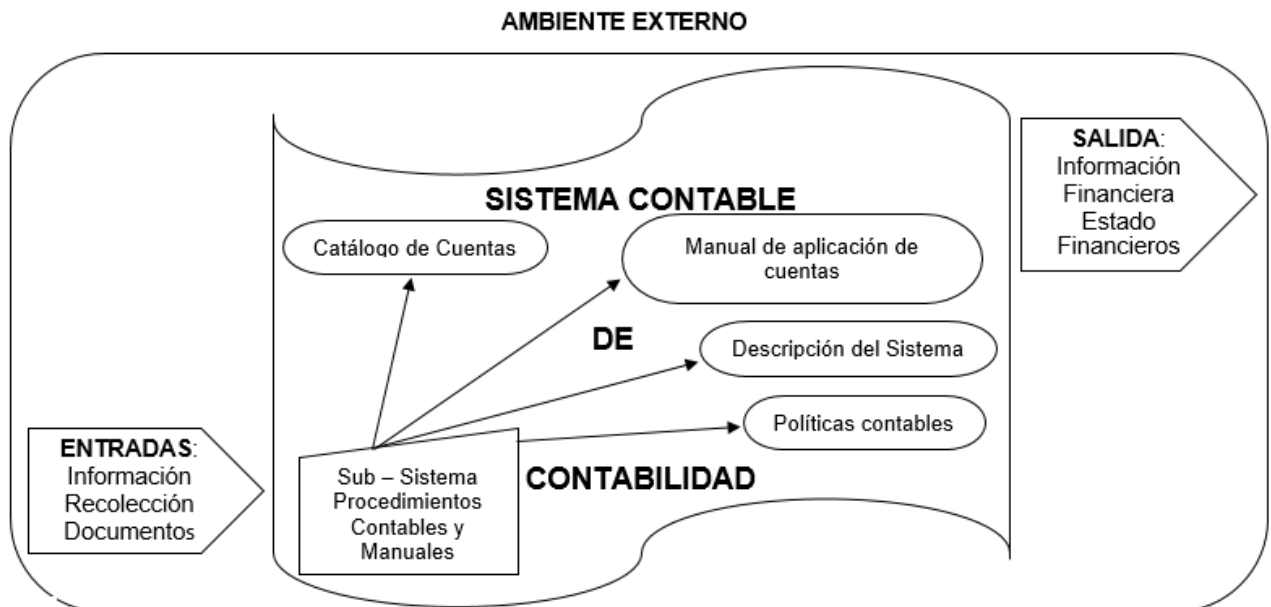 AMBIENTE EXTERNO
SISTEMA CONTABLE
Catálogo de Cuentas
Manual de aplicación de
cuentas
DE
Descripción del Sistema
Políticas contables
CONTABILIDAD
Sub – Sistema
Procedimientos
Contables y
Manuales
ENTRADAS:
Información
Recolección
Documentos
SALIDA:
Información
Financiera
Estado
Financieros